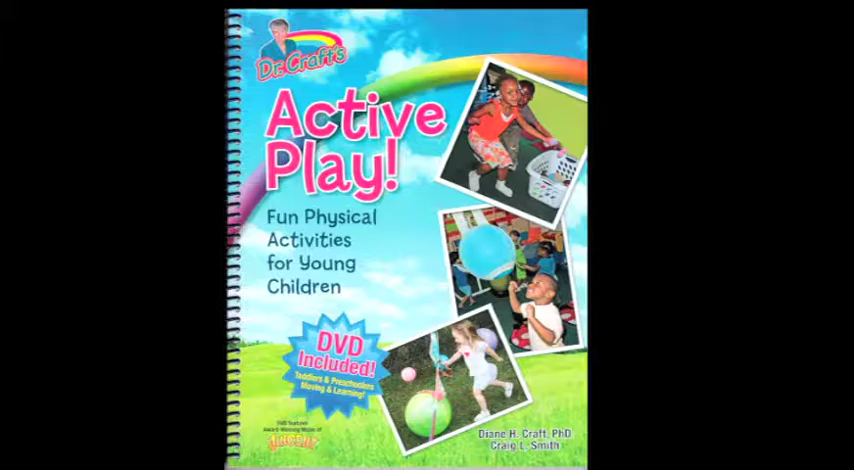 Dr. Craft's
Active
Play!
Fun Physical
Activities
for Young
Children
DVD
Included!
Toddlers & Preschoolers
Moving & Learning!
Diane H. Craft, PhD
Craig L. Smith